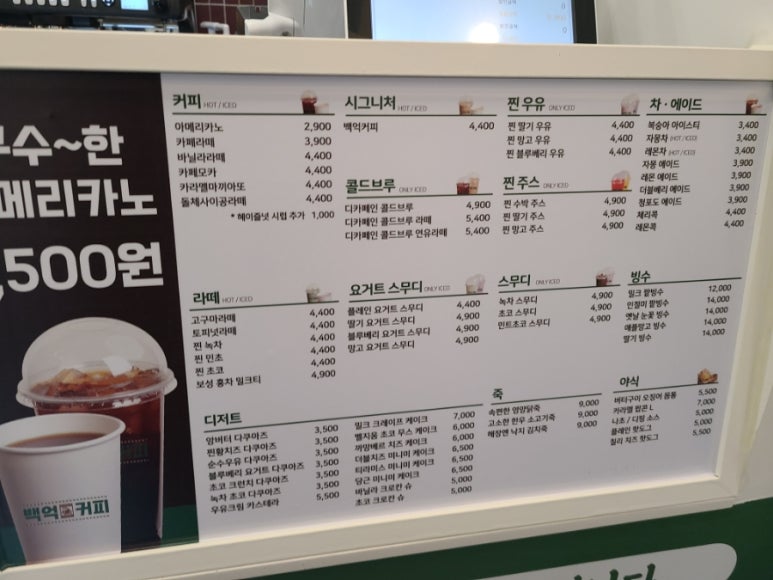 수~한
메리카노
,500원
백억 커피
커피 HOT / ICED
아메리카노 2,900
카페라떼 3,900
바닐라라떼 4,400
카페모카 4,400
카라멜마끼아또 4,400
돌체사이공라떼 4,400
* 헤이즐넛 시럽 추가 1,000
시그니처 HOT / ICED
백억커피 4,400
콜드브루 ONLY ICED
디카페인 콜드브루 4,900
디카페인 콜드브루 라떼 5,400
디카페인 콜드브루 연유라떼 5,400
찐 우유 ONLY ICED
찐 딸기 우유 4,400
찐 망고 우유 4,400
찐 블루베리 우유 4,400
찐 주스 ONLY ICED
찐 수박 주스 4,900
찐 딸기 주스 4,900
찐 망고 주스 4,900
차 · 에이드
복숭아 아이스티 3,400
자몽차 (HOT / ICED) 3,400
레몬차 (HOT / ICED) 3,400
자몽 에이드 3,900
레몬 에이드 3,900
더블베리 에이드 3,900
청포도 에이드 3,900
체리콕 4,400
레몬콕 4,400
라떼 HOT / ICED
고구마라떼 4,400
토피넛라떼 4,400
찐 녹차 4,400
찐 민초 4,400
찐 초코 4,400
보성 홍차 밀크티 4,900
요거트 스무디 ONLY ICED
플레인 요거트 스무디 4,400
딸기 요거트 스무디 4,900
블루베리 요거트 스무디 4,900
망고 요거트 스무디 4,900
스무디 ONLY ICED
녹차 스무디 4,900
초코 스무디 4,900
민트초코 스무디 4,900
빙수
밀크 팥빙수 12,000
인절미 팥빙수 14,000
옛날 눈꽃 빙수 14,000
애플망고 빙수 14,000
딸기 빙수 14,000
디저트
앙버터 다쿠아즈 3,500
찐황치즈 다쿠아즈 3,500
순수우유 다쿠아즈 3,500
블루베리 요거트 다쿠아즈 3,500
초코 크런치 다쿠아즈 3,500
녹차 초코 다쿠아즈 3,500
우유크림 카스테라 5,500
밀크 크레이프 케이크 7,000
벨지움 초코 무스 케이크 6,000
까망베르 치즈 케이크 6,000
더블치즈 미니미 케이크 6,500
티라미스 미니미 케이크 6,500
당근 미니미 케이크 6,500
바닐라 크로칸 슈 5,000
초코 크로칸 슈 5,000
죽
속편한 영양닭죽 9,000
고소한 한우 소고기죽 9,000
해장엔 낙지 김치죽 9,000
야식
버터구이 오징어 몸통 5,500
카라멜 팝콘 L 7,000
나쵸 / 디핑 소스 5,000
플레인 핫도그 5,000
칠리 치즈 핫도그 5,500